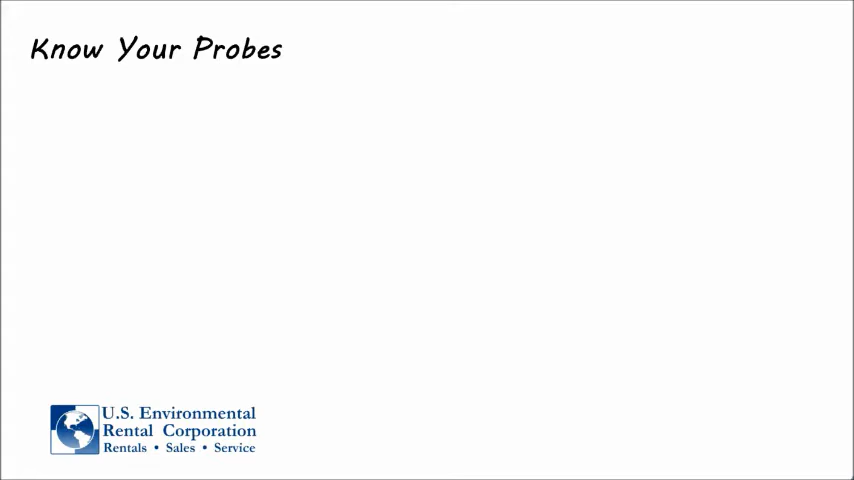 Know Your Probes
U.S. Environmental
Rental Corporation
Rentals • Sales • Service